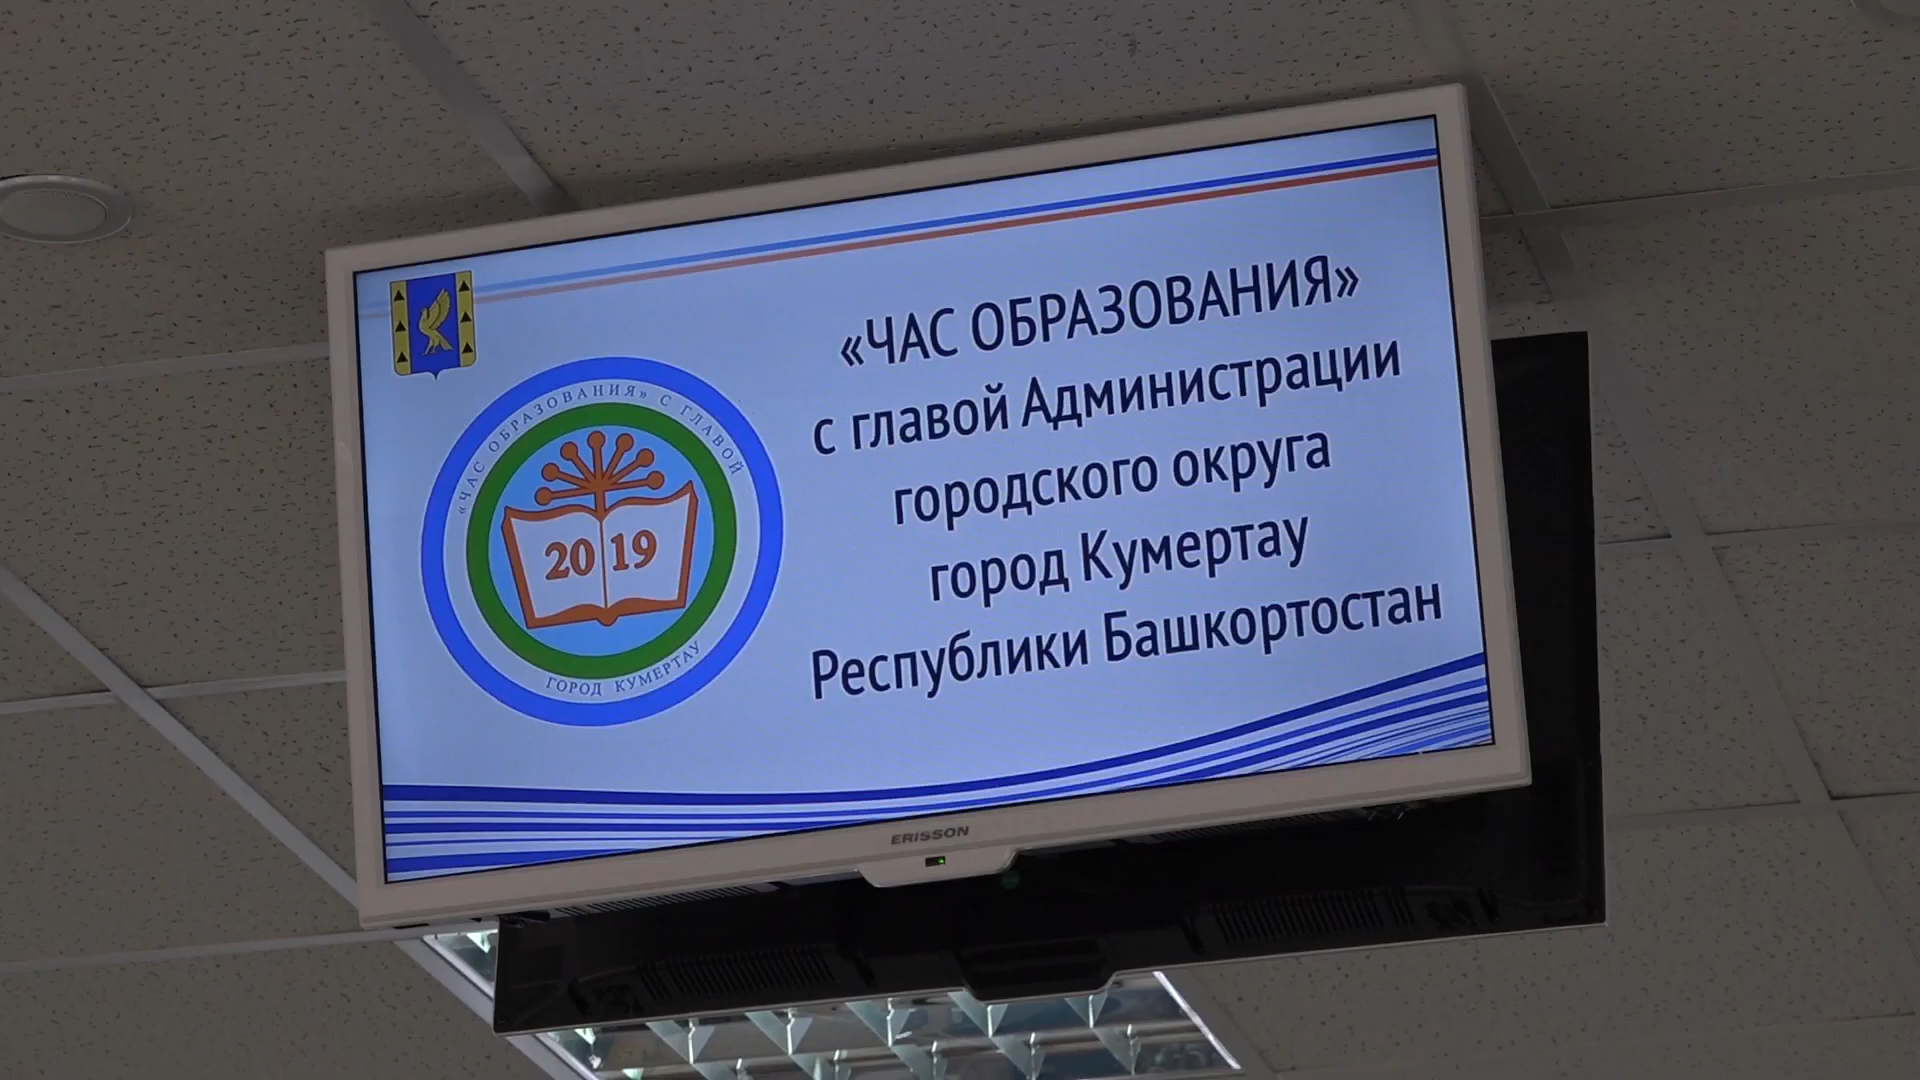 «ЧАС ОБРАЗОВАНИЯ»
с главой Администрации
городского округа
город Кумертау
Республики Башкортостан
«ЧАС ОБРАЗОВАНИЯ» С ГЛАВОЙ
2019
ГОРОД КУМЕРТАУ
ERISSON